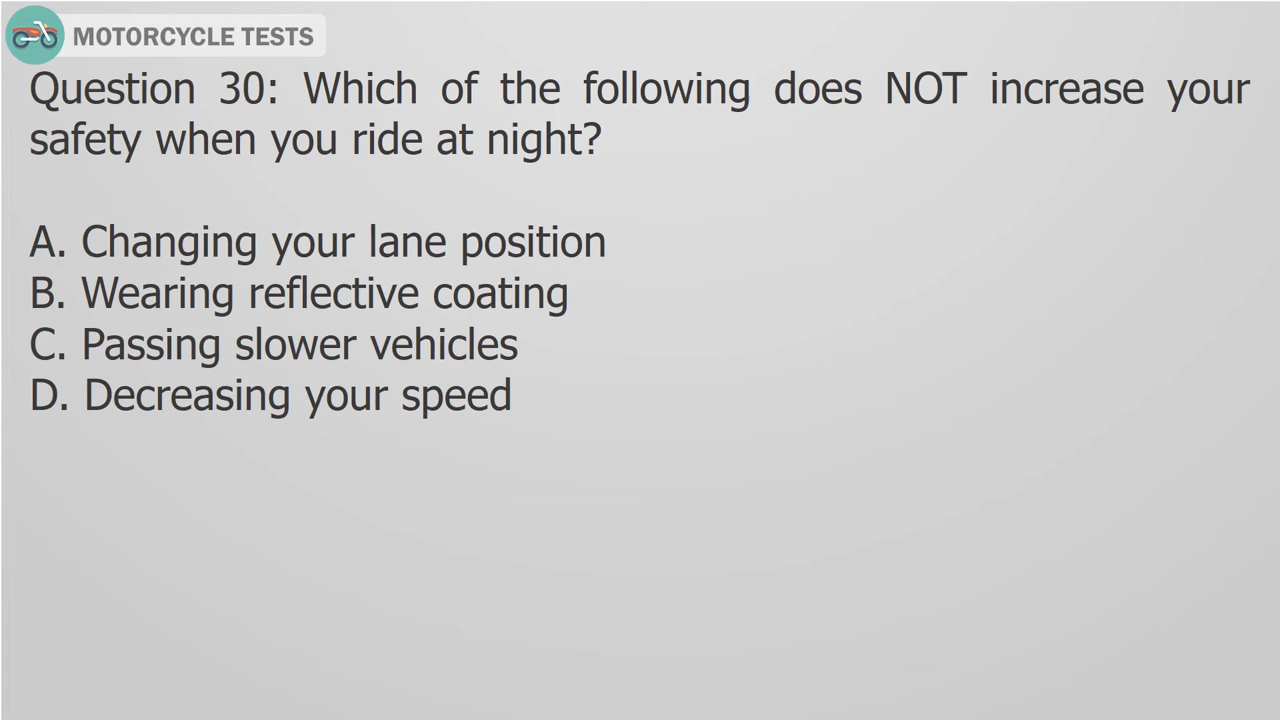 MOTORCYCLE TESTS
Question 30: Which of the following does NOT increase your
safety when you ride at night?
A. Changing your lane position
B. Wearing reflective coating
C. Passing slower vehicles
D. Decreasing your speed